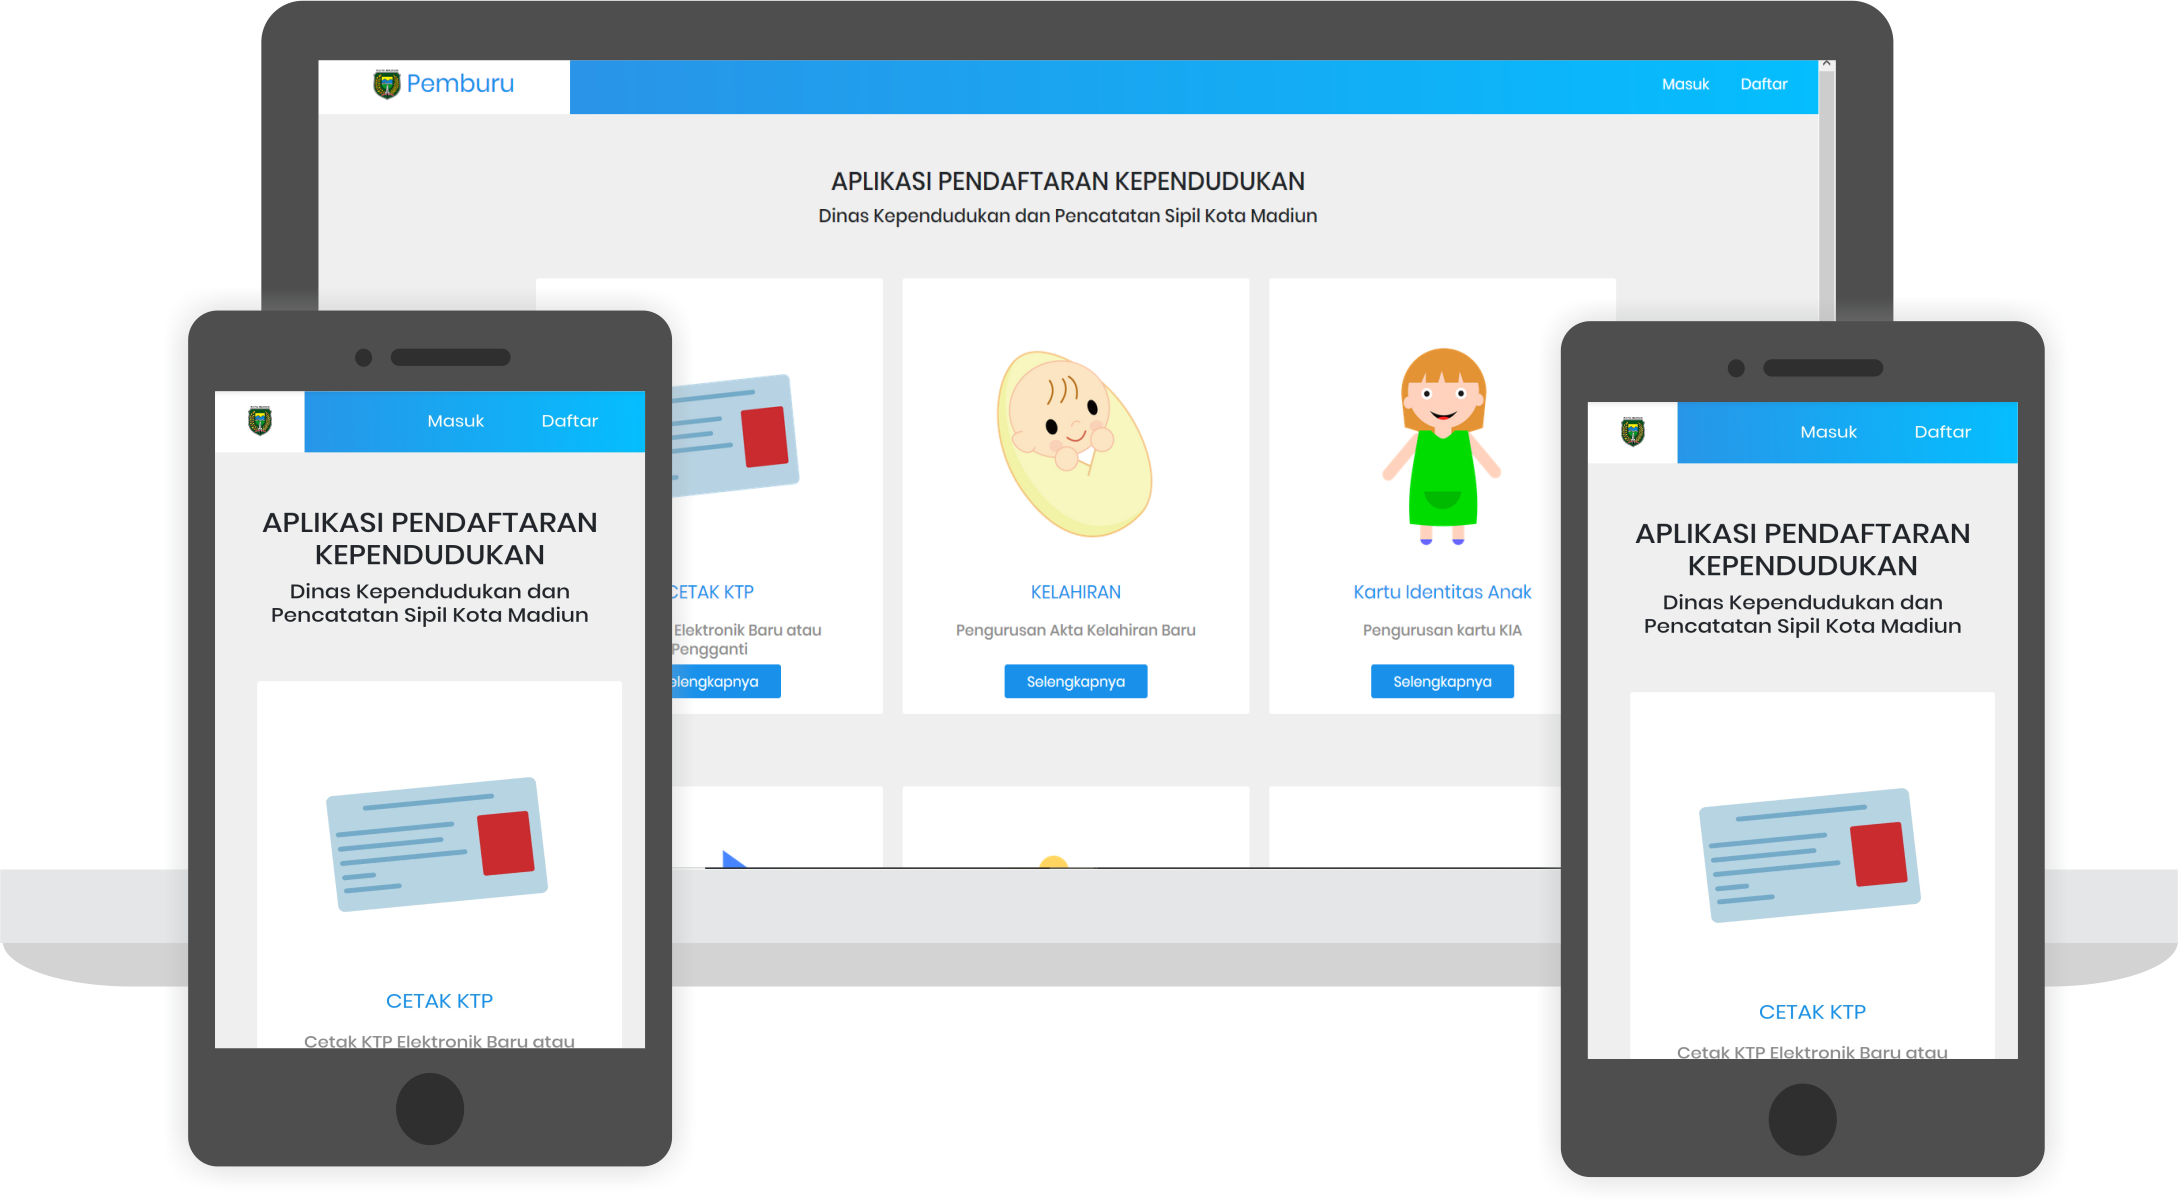 Pemburu
Masuk Daftar
APLIKASI PENDAFTARAN KEPENDUDUKAN
Dinas Kependudukan dan Pencatatan Sipil Kota Madiun
CETAK KTP
Elektronik Baru atau
Pengganti
KELAHIRAN
Pengurusan Akta Kelahiran Baru
Selengkapnya
Kartu Identitas Anak
Pengurusan kartu KIA
Selengkapnya
Masuk Daftar
APLIKASI PENDAFTARAN
KEPENDUDUKAN
Dinas Kependudukan dan
Pencatatan Sipil Kota Madiun
CETAK KTP
Cetak KTP Elektronik Baru atau
Masuk Daftar
APLIKASI PENDAFTARAN
KEPENDUDUKAN
Dinas Kependudukan dan
Pencatatan Sipil Kota Madiun
CETAK KTP
Cetak KTP Elektronik Baru atau